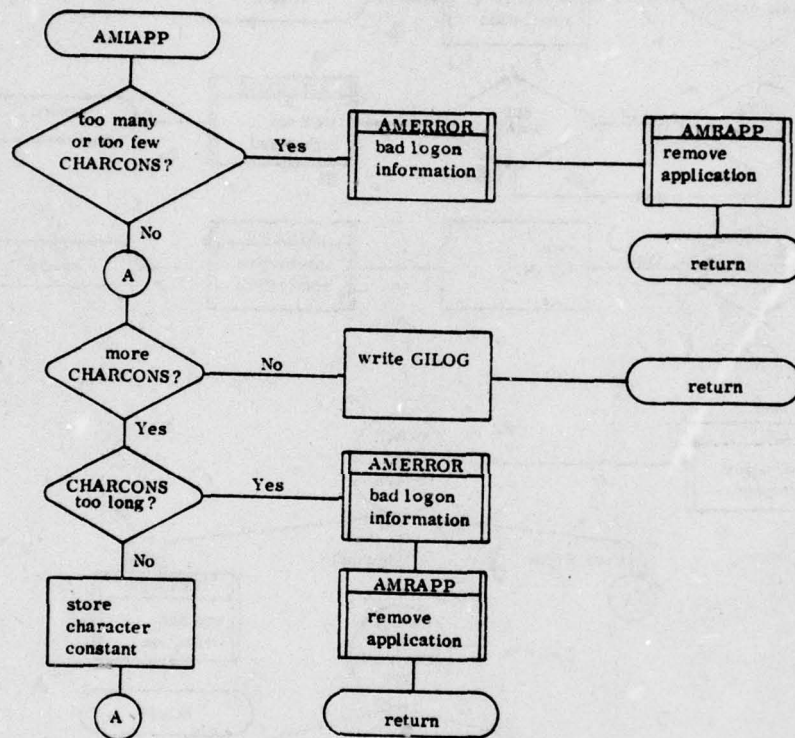 AMIAPP
too many
or too few
CHARCONS?
Yes
AMERROR
bad logon
information
AMRAPP
remove
application
No
return
A
more
CHARCONS?
No
write GILOG
return
Yes
CHARCONS
too long?
Yes
AMERROR
bad logon
information
No
store
character
constant
AMRAPP
remove
application
A
return